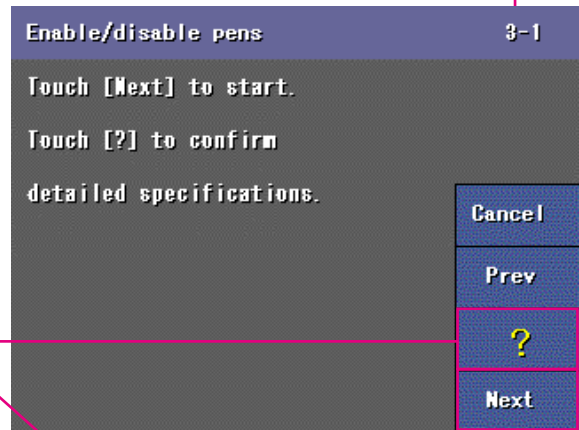 Enable/disable pens 3-1
Touch [Next] to start.
Touch [?] to confirm
detailed specifications.
Cancel
Prev
?
Next